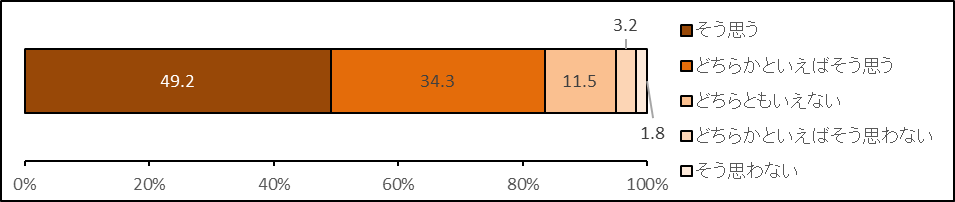 3.2
49.2
34.3
11.5
1.8
0%
20%
40%
60%
80%
100%
そう思う
どちらかといえばそう思う
どちらともいえない
どちらかといえばそう思わない
そう思わない